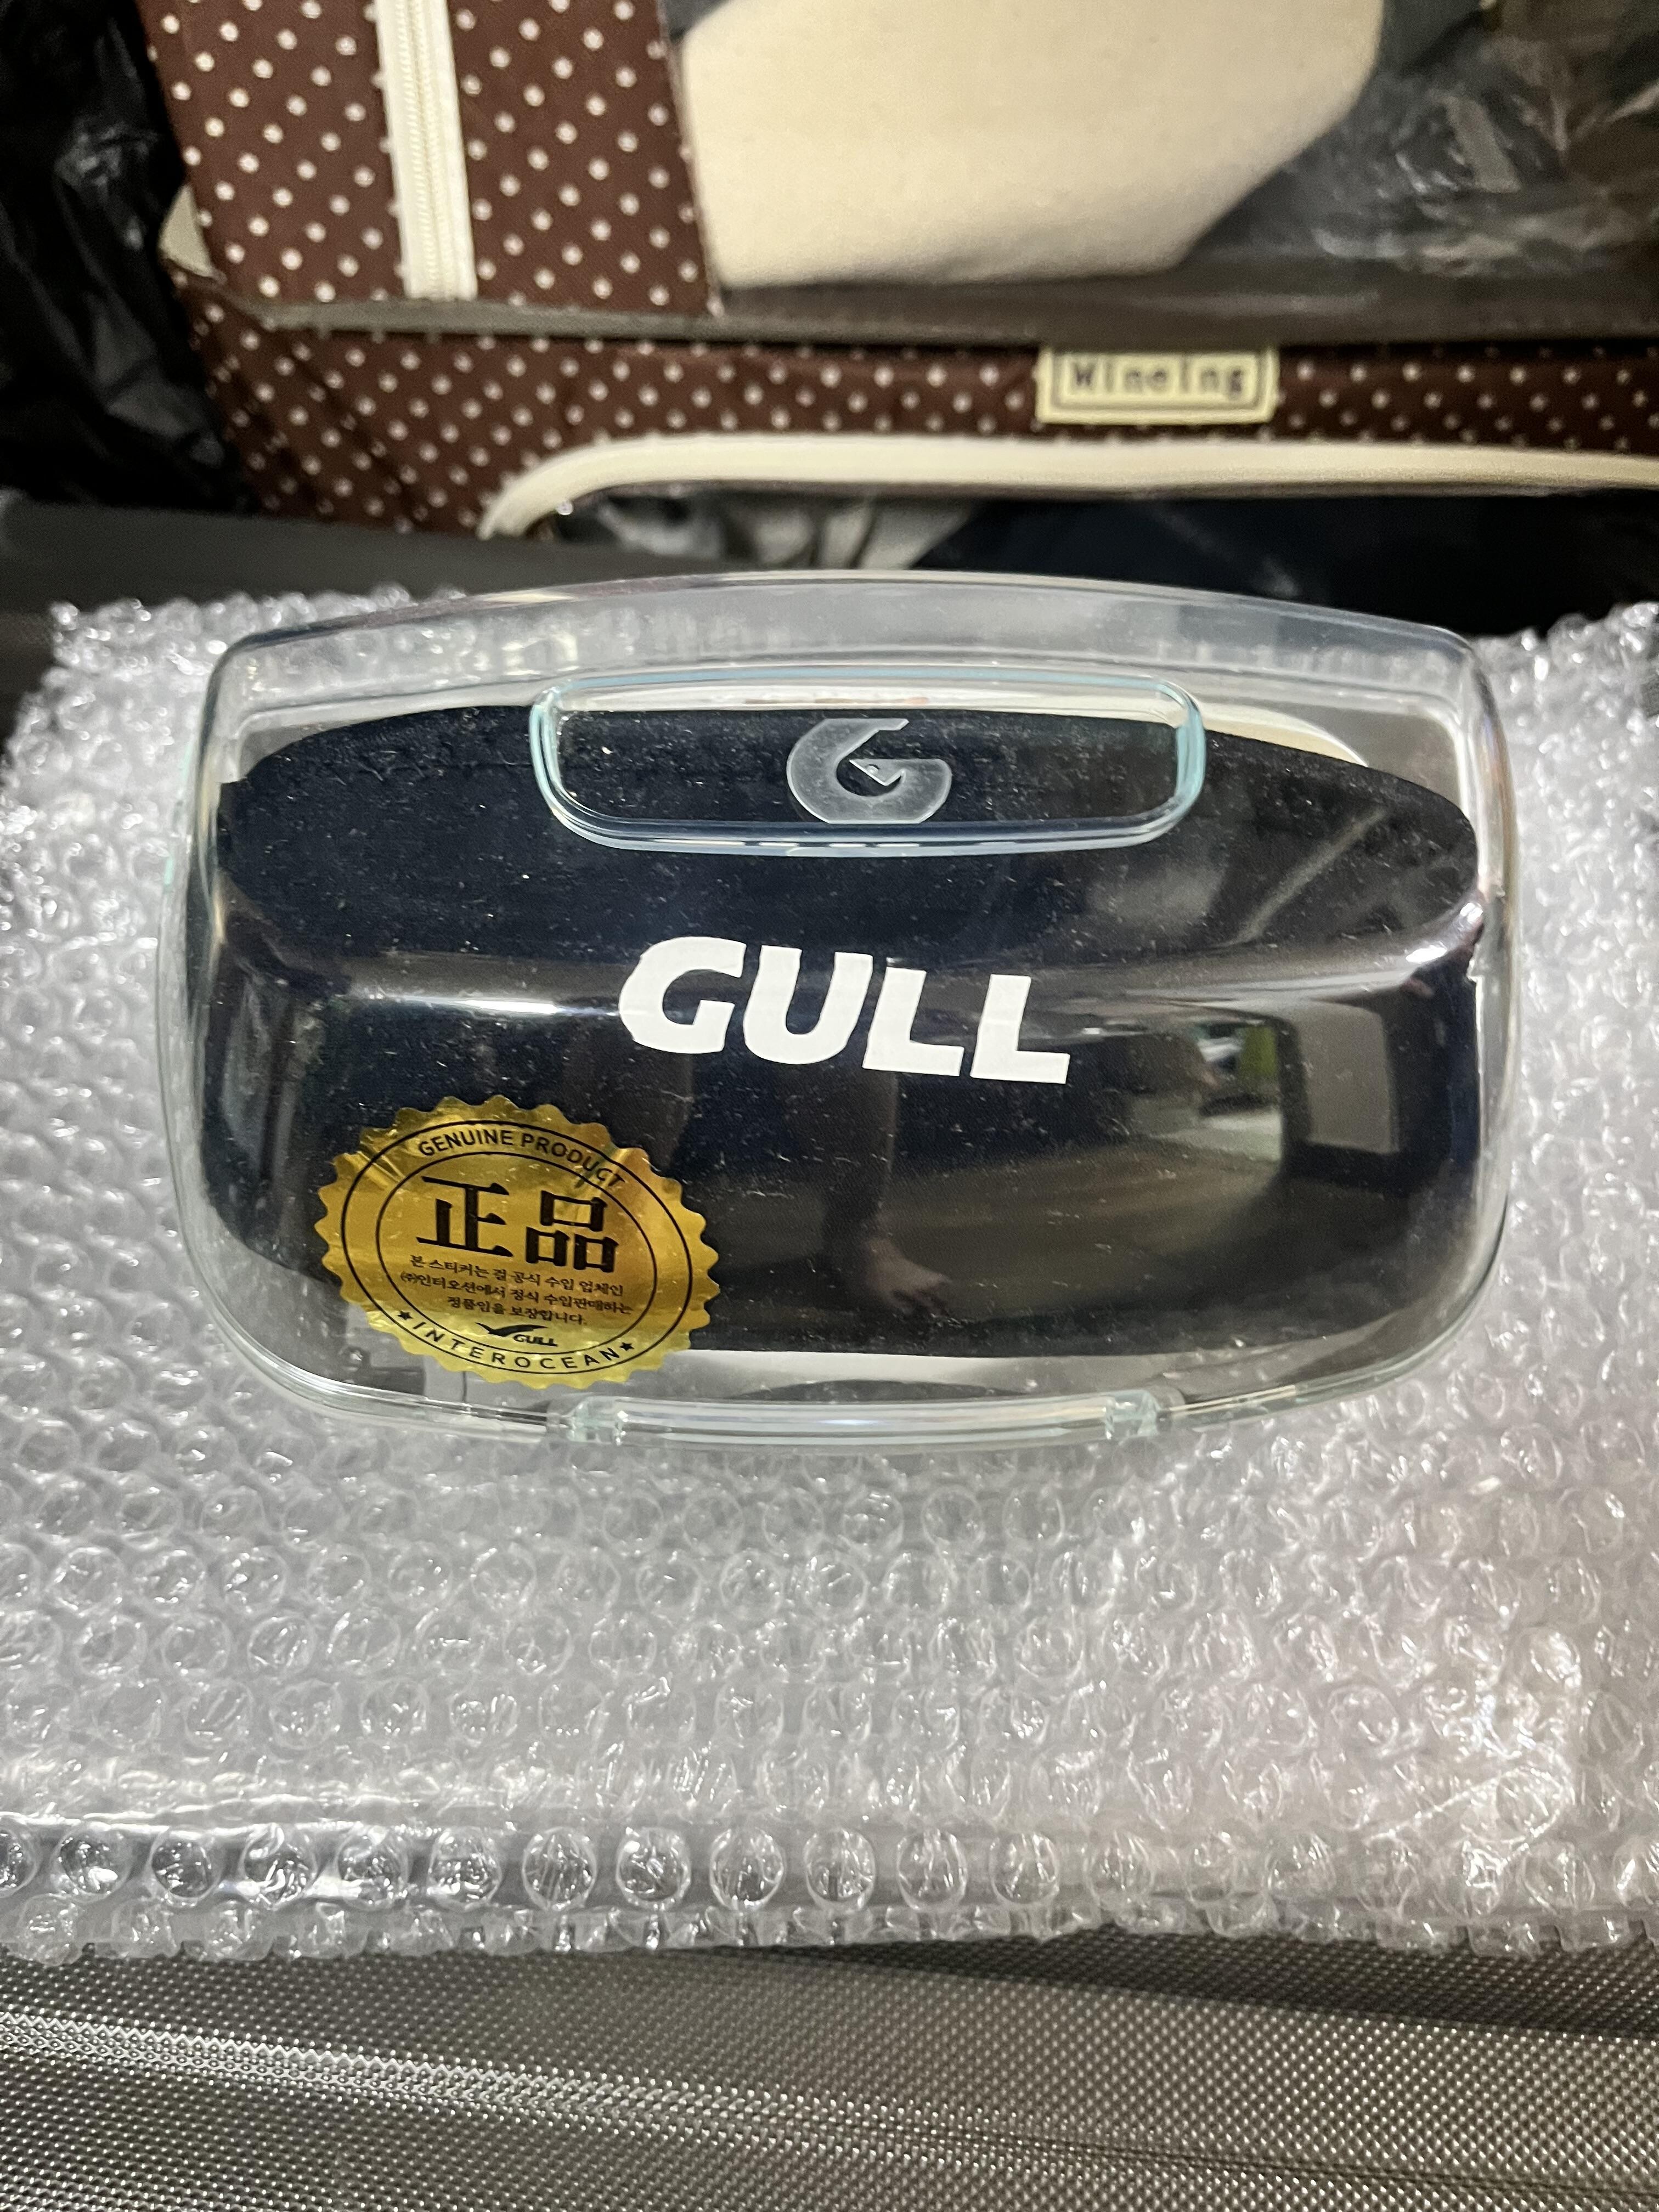 Wineing
G
GULL
GENUINE PRODUCT
正品
본 스티커는 걸 공식 수입 업체인
㈜인터오션에서 정식 수입판매하는
정품임을 보장합니다.
GULL
★INTEROCEAN★